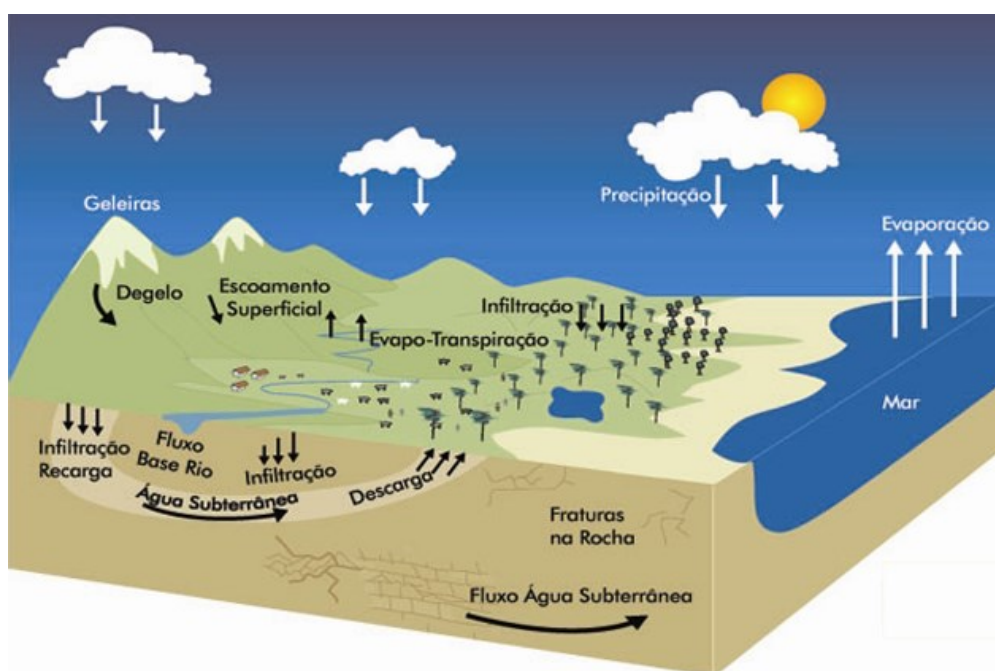 Geleiras
Precipitação
Evaporação
Degelo
Escoamento
Superficial
Infiltração
Evapo-Transpiração
Mar
Infiltração
Recarga
Fluxo
Base Rio
Infiltração
Água Subterrânea
Descarga
Fraturas
na Rocha
Fluxo Água Subterrânea